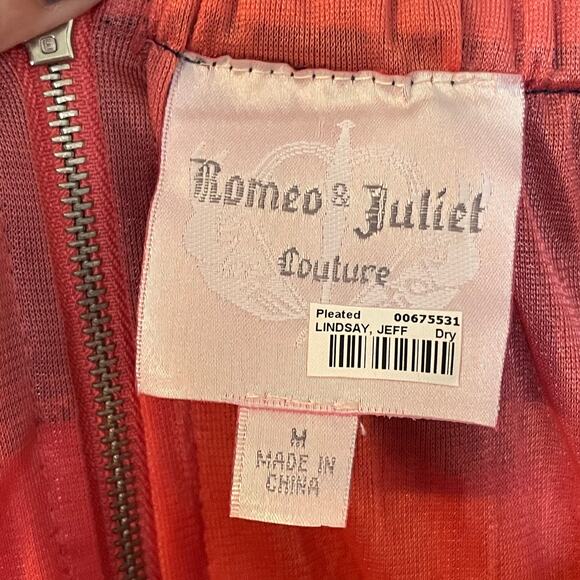 Romeo & Juliet
Couture
Pleated 00675531
LINDSAY, JEFF Dry
M
MADE IN
CHINA